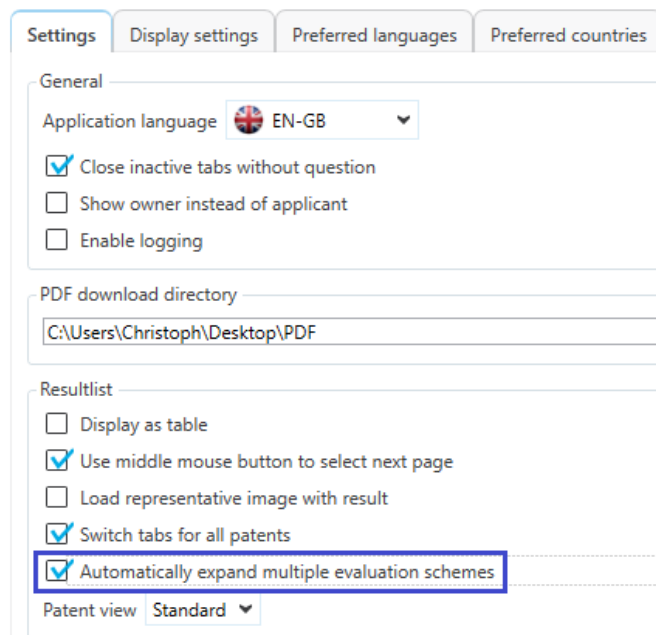 Settings Display settings Preferred languages Preferred countries
General
Application language EN-GB
Close inactive tabs without question
Show owner instead of applicant
Enable logging
PDF download directory
C:\Users\Christoph\Desktop\PDF
Resultlist
Display as table
Use middle mouse button to select next page
Load representative image with result
Switch tabs for all patents
Automatically expand multiple evaluation schemes
Patent view Standard